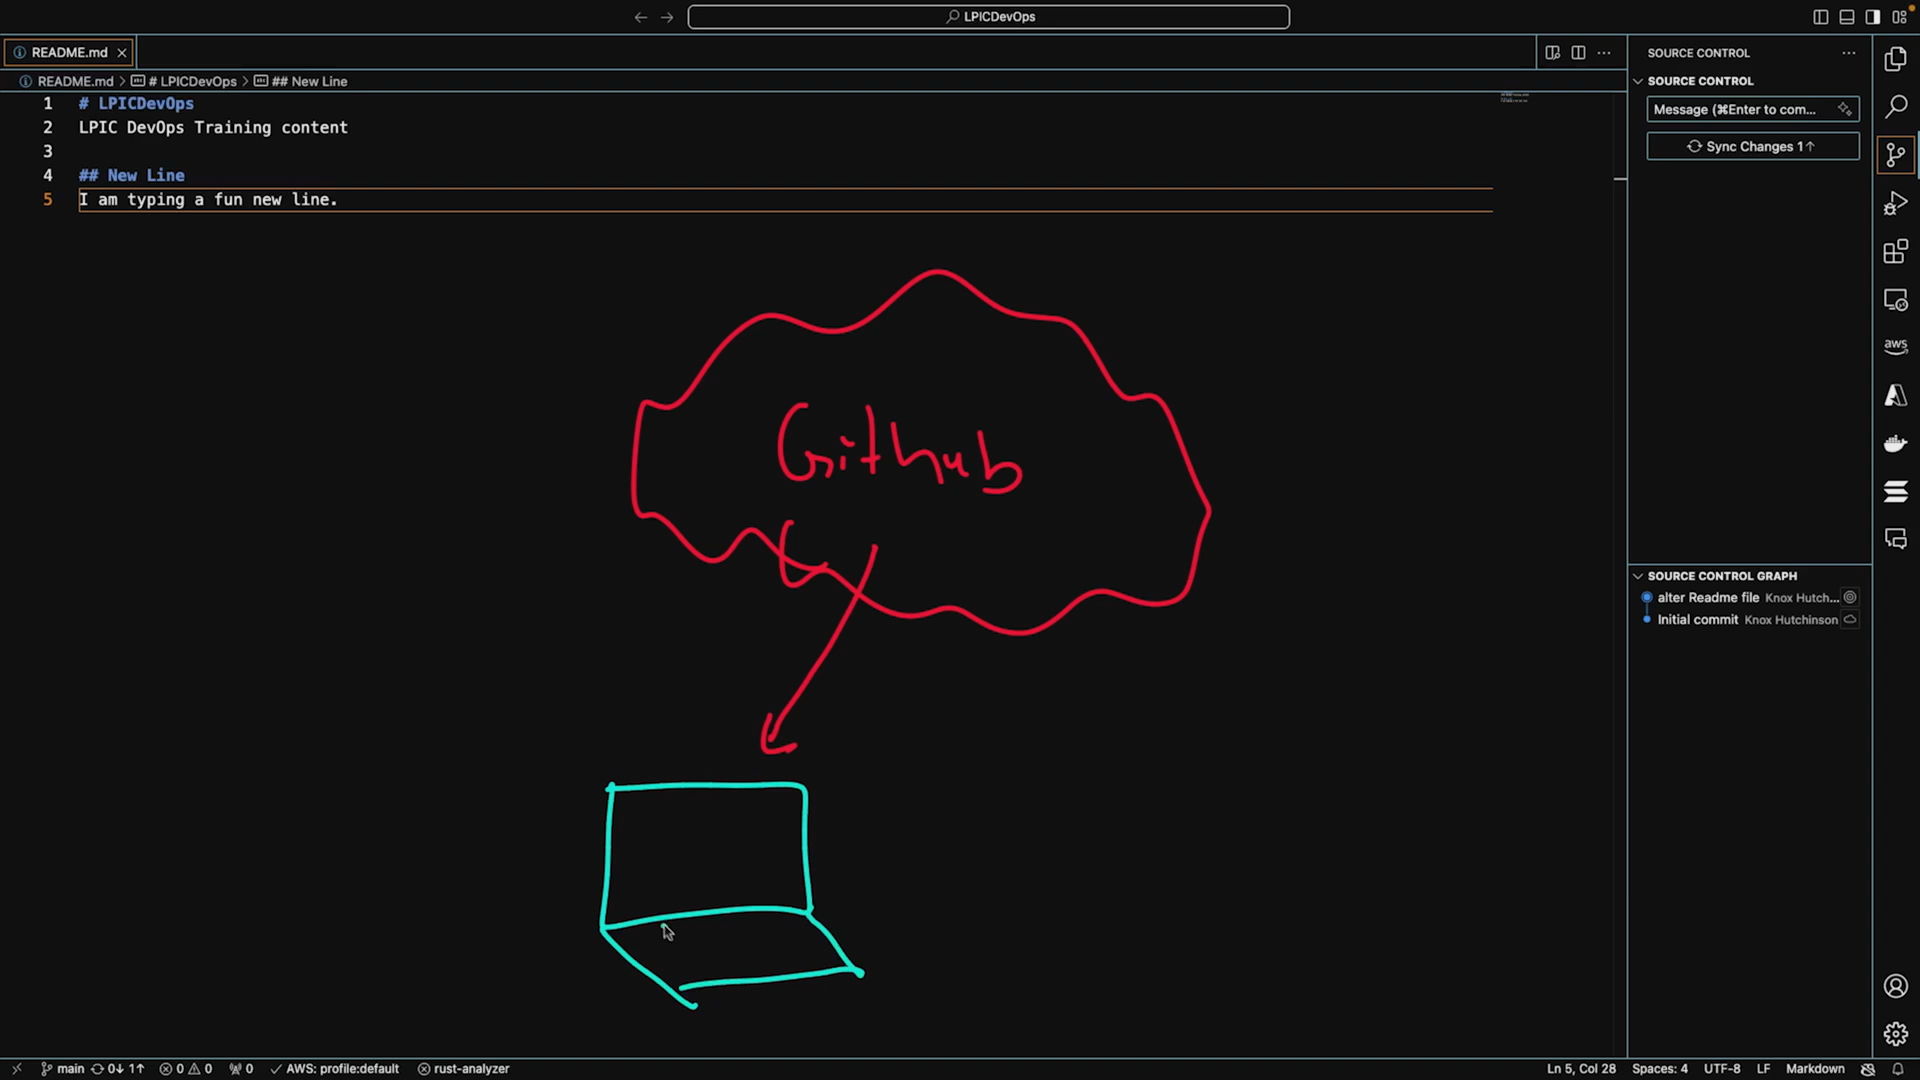 LPICDevOps
README.md
README.md > # LPICDevOps > ## New Line
1 # LPICDevOps
2 LPIC DevOps Training content
3
4 ## New Line
5 I am typing a fun new line.
Github
SOURCE CONTROL
SOURCE CONTROL
Message (⌘Enter to com...
Sync Changes 1↑
aws
SOURCE CONTROL GRAPH
alter Readme file Knox Hutch...
Initial commit Knox Hutchinson
main 0↓ 1↑ 0 0 0 AWS: profile:default rust-analyzer
Ln 5, Col 28 Spaces: 4 UTF-8 LF Markdown